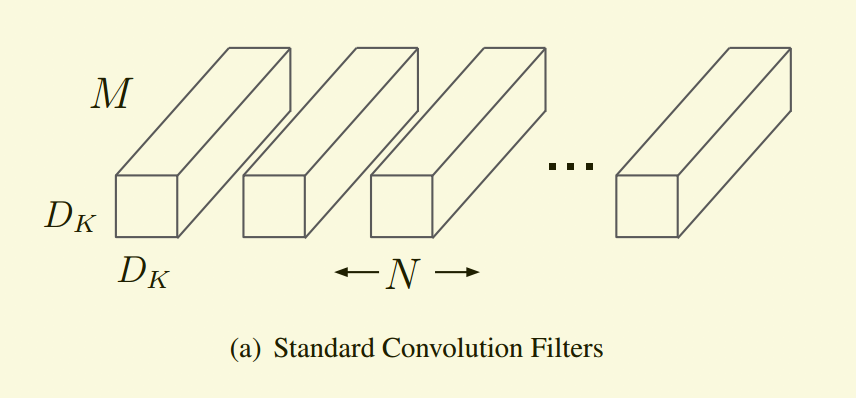 M
...
D_K
D_K
N
(a) Standard Convolution Filters